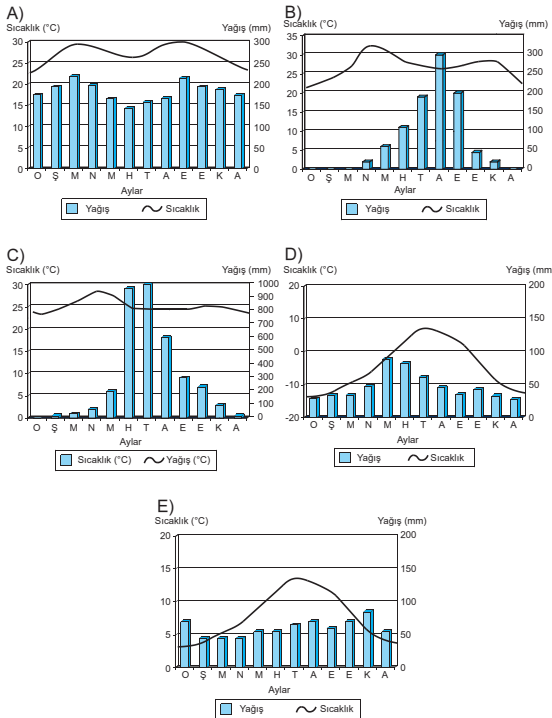 A)
Sıcaklık (°C) Yağış (mm)
30 300
25 250
20 200
15 150
10 100
5 50
0 0
O Ş M N M H T A E E K A
Aylar
Yağış Sıcaklık
B)
Sıcaklık (°C) Yağış (mm)
35
30 300
25 250
20 200
15 150
10 100
5 50
0 0
O Ş M N M H T A E E K A
Aylar
Yağış Sıcaklık
C)
Sıcaklık (°C) Yağış (mm)
30 1000
900
25 800
700
20 600
15 500
400
10 300
200
5 100
0 0
O Ş M N M H T A E E K A
Aylar
Sıcaklık (°C) Yağış (°C)
D)
Sıcaklık (°C) Yağış (mm)
20 200
10 150
0 100
-10 50
-20 0
O Ş M N M H T A E E K A
Aylar
Yağış Sıcaklık
E)
Sıcaklık (°C) Yağış (mm)
20 200
15 150
10 100
5 50
0 0
O Ş M N M H T A E E K A
Aylar
Yağış Sıcaklık